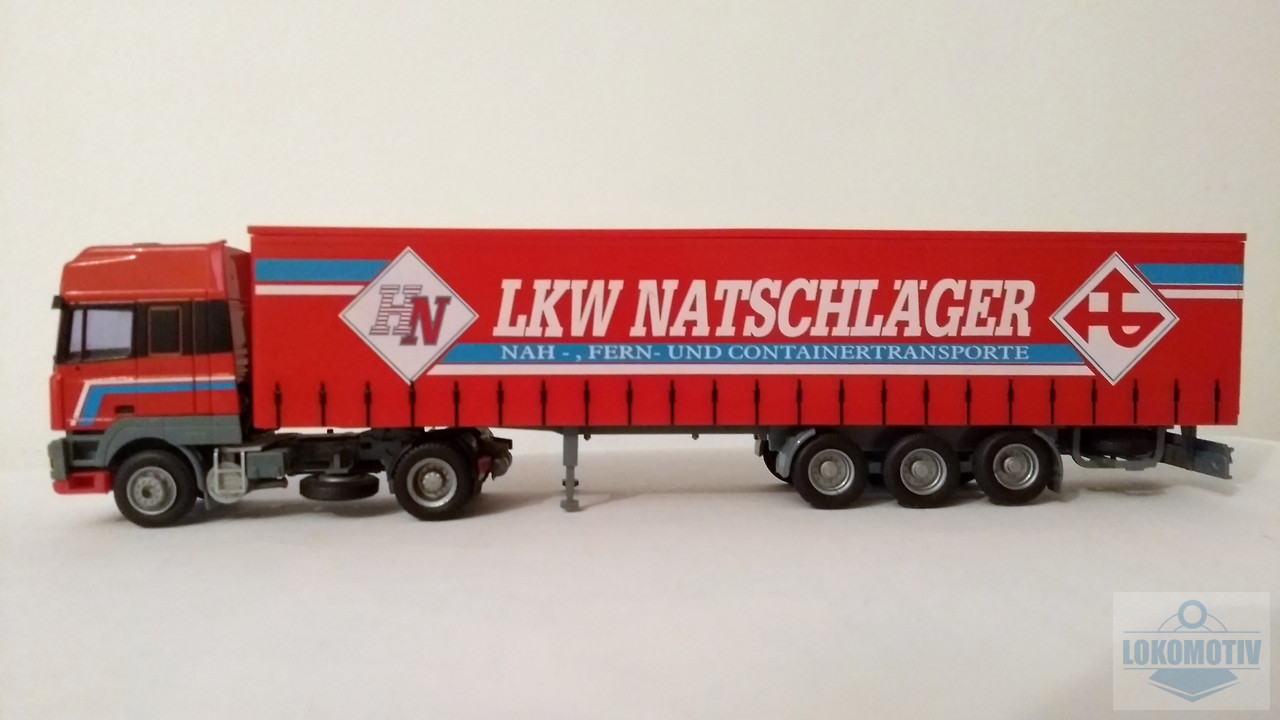 HN
LKW NATSCHLÄGER
NAH - , FERN- UND CONTAINERTRANSPORTE
LOKOMOTIV